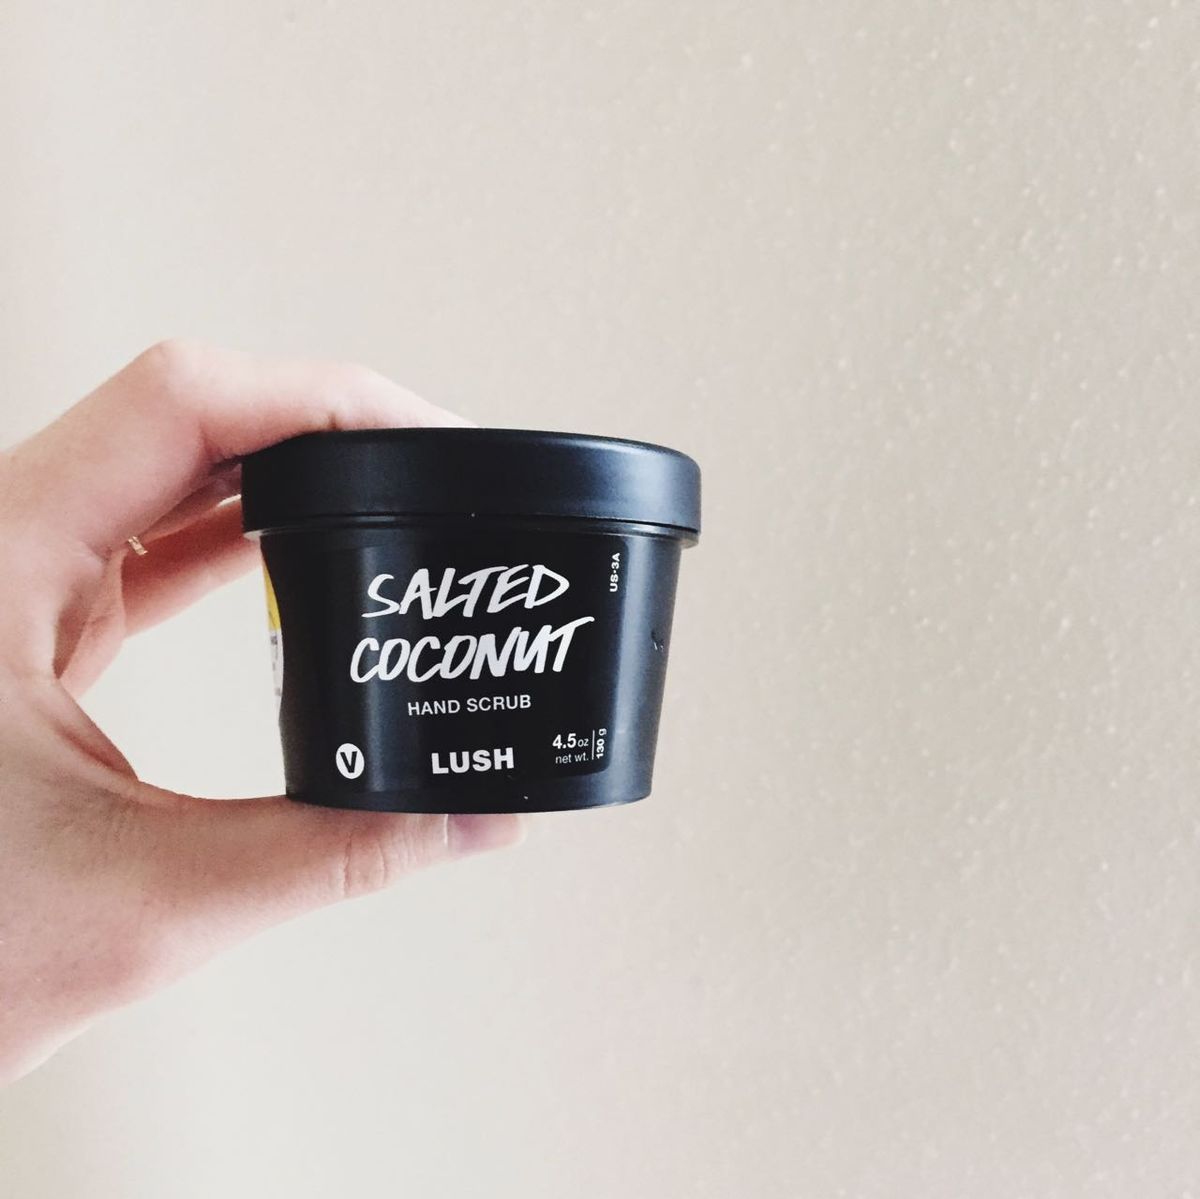 SALTED
COCONUT
HAND SCRUB
V
LUSH
4.5 oz
net wt.
130 g
US-3A